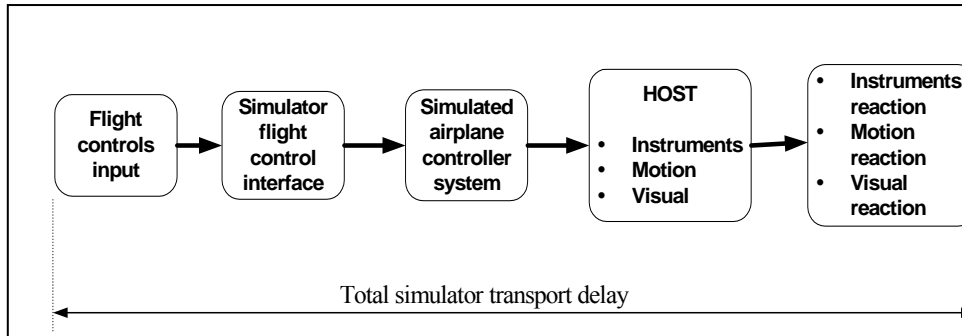 Flight
controls
input
Simulator
flight
control
interface
Simulated
airplane
controller
system
HOST
• Instruments
• Motion
• Visual
• Instruments
reaction
• Motion
reaction
• Visual
reaction
Total simulator transport delay